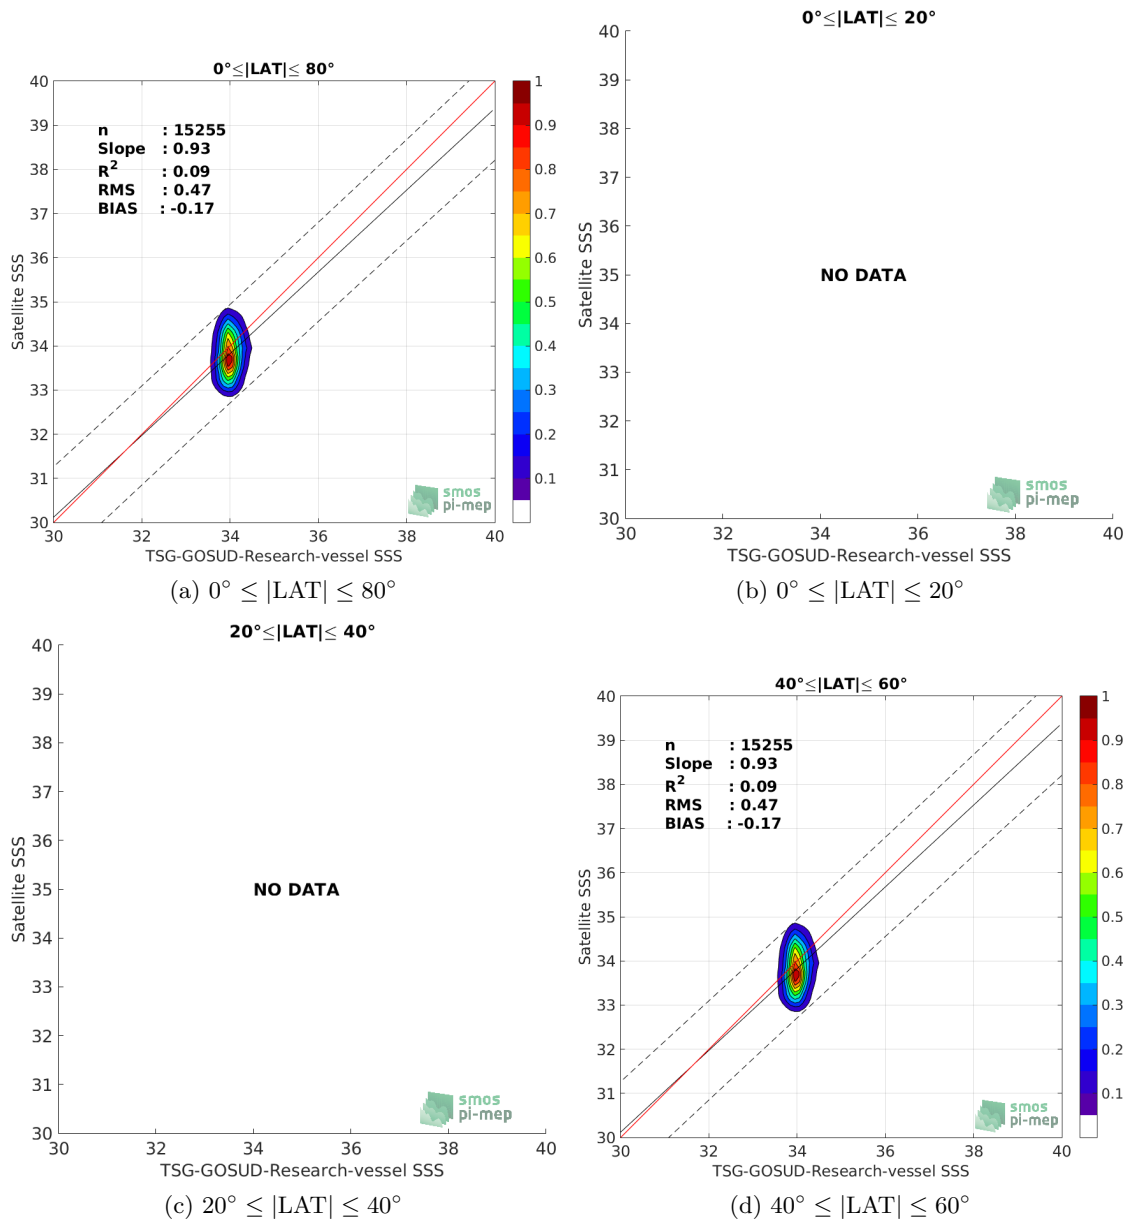 0°≤|LAT|≤ 80°
n : 15255
Slope : 0.93
R² : 0.09
RMS : 0.47
BIAS : -0.17
40
39
38
37
36
35
34
33
32
31
30
Satellite SSS
30 32 34 36 38 40
TSG-GOSUD-Research-vessel SSS
1
0.9
0.8
0.7
0.6
0.5
0.4
0.3
0.2
0.1
smos
pi-mep
(a) 0° ≤ |LAT| ≤ 80°
0°≤|LAT|≤ 20°
40
39
38
37
36
35
34
33
32
31
30
Satellite SSS
NO DATA
smos
pi-mep
30 32 34 36 38 40
TSG-GOSUD-Research-vessel SSS
(b) 0° ≤ |LAT| ≤ 20°
20°≤|LAT|≤ 40°
40
39
38
37
36
35
34
33
32
31
30
Satellite SSS
NO DATA
smos
pi-mep
30 32 34 36 38 40
TSG-GOSUD-Research-vessel SSS
(c) 20° ≤ |LAT| ≤ 40°
40°≤|LAT|≤ 60°
n : 15255
Slope : 0.93
R² : 0.09
RMS : 0.47
BIAS : -0.17
40
39
38
37
36
35
34
33
32
31
30
Satellite SSS
30 32 34 36 38 40
TSG-GOSUD-Research-vessel SSS
1
0.9
0.8
0.7
0.6
0.5
0.4
0.3
0.2
0.1
smos
pi-mep
(d) 40° ≤ |LAT| ≤ 60°